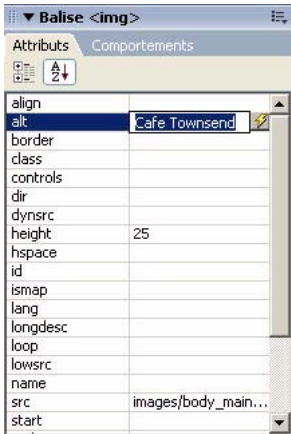 Balise <img>
Attributs Comportements
A Z
align
alt Cafe Townsend
border
class
controls
dir
dynsrc
height 25
hspace
id
ismap
lang
longdesc
loop
lowsrc
name
src images/body_main...
start